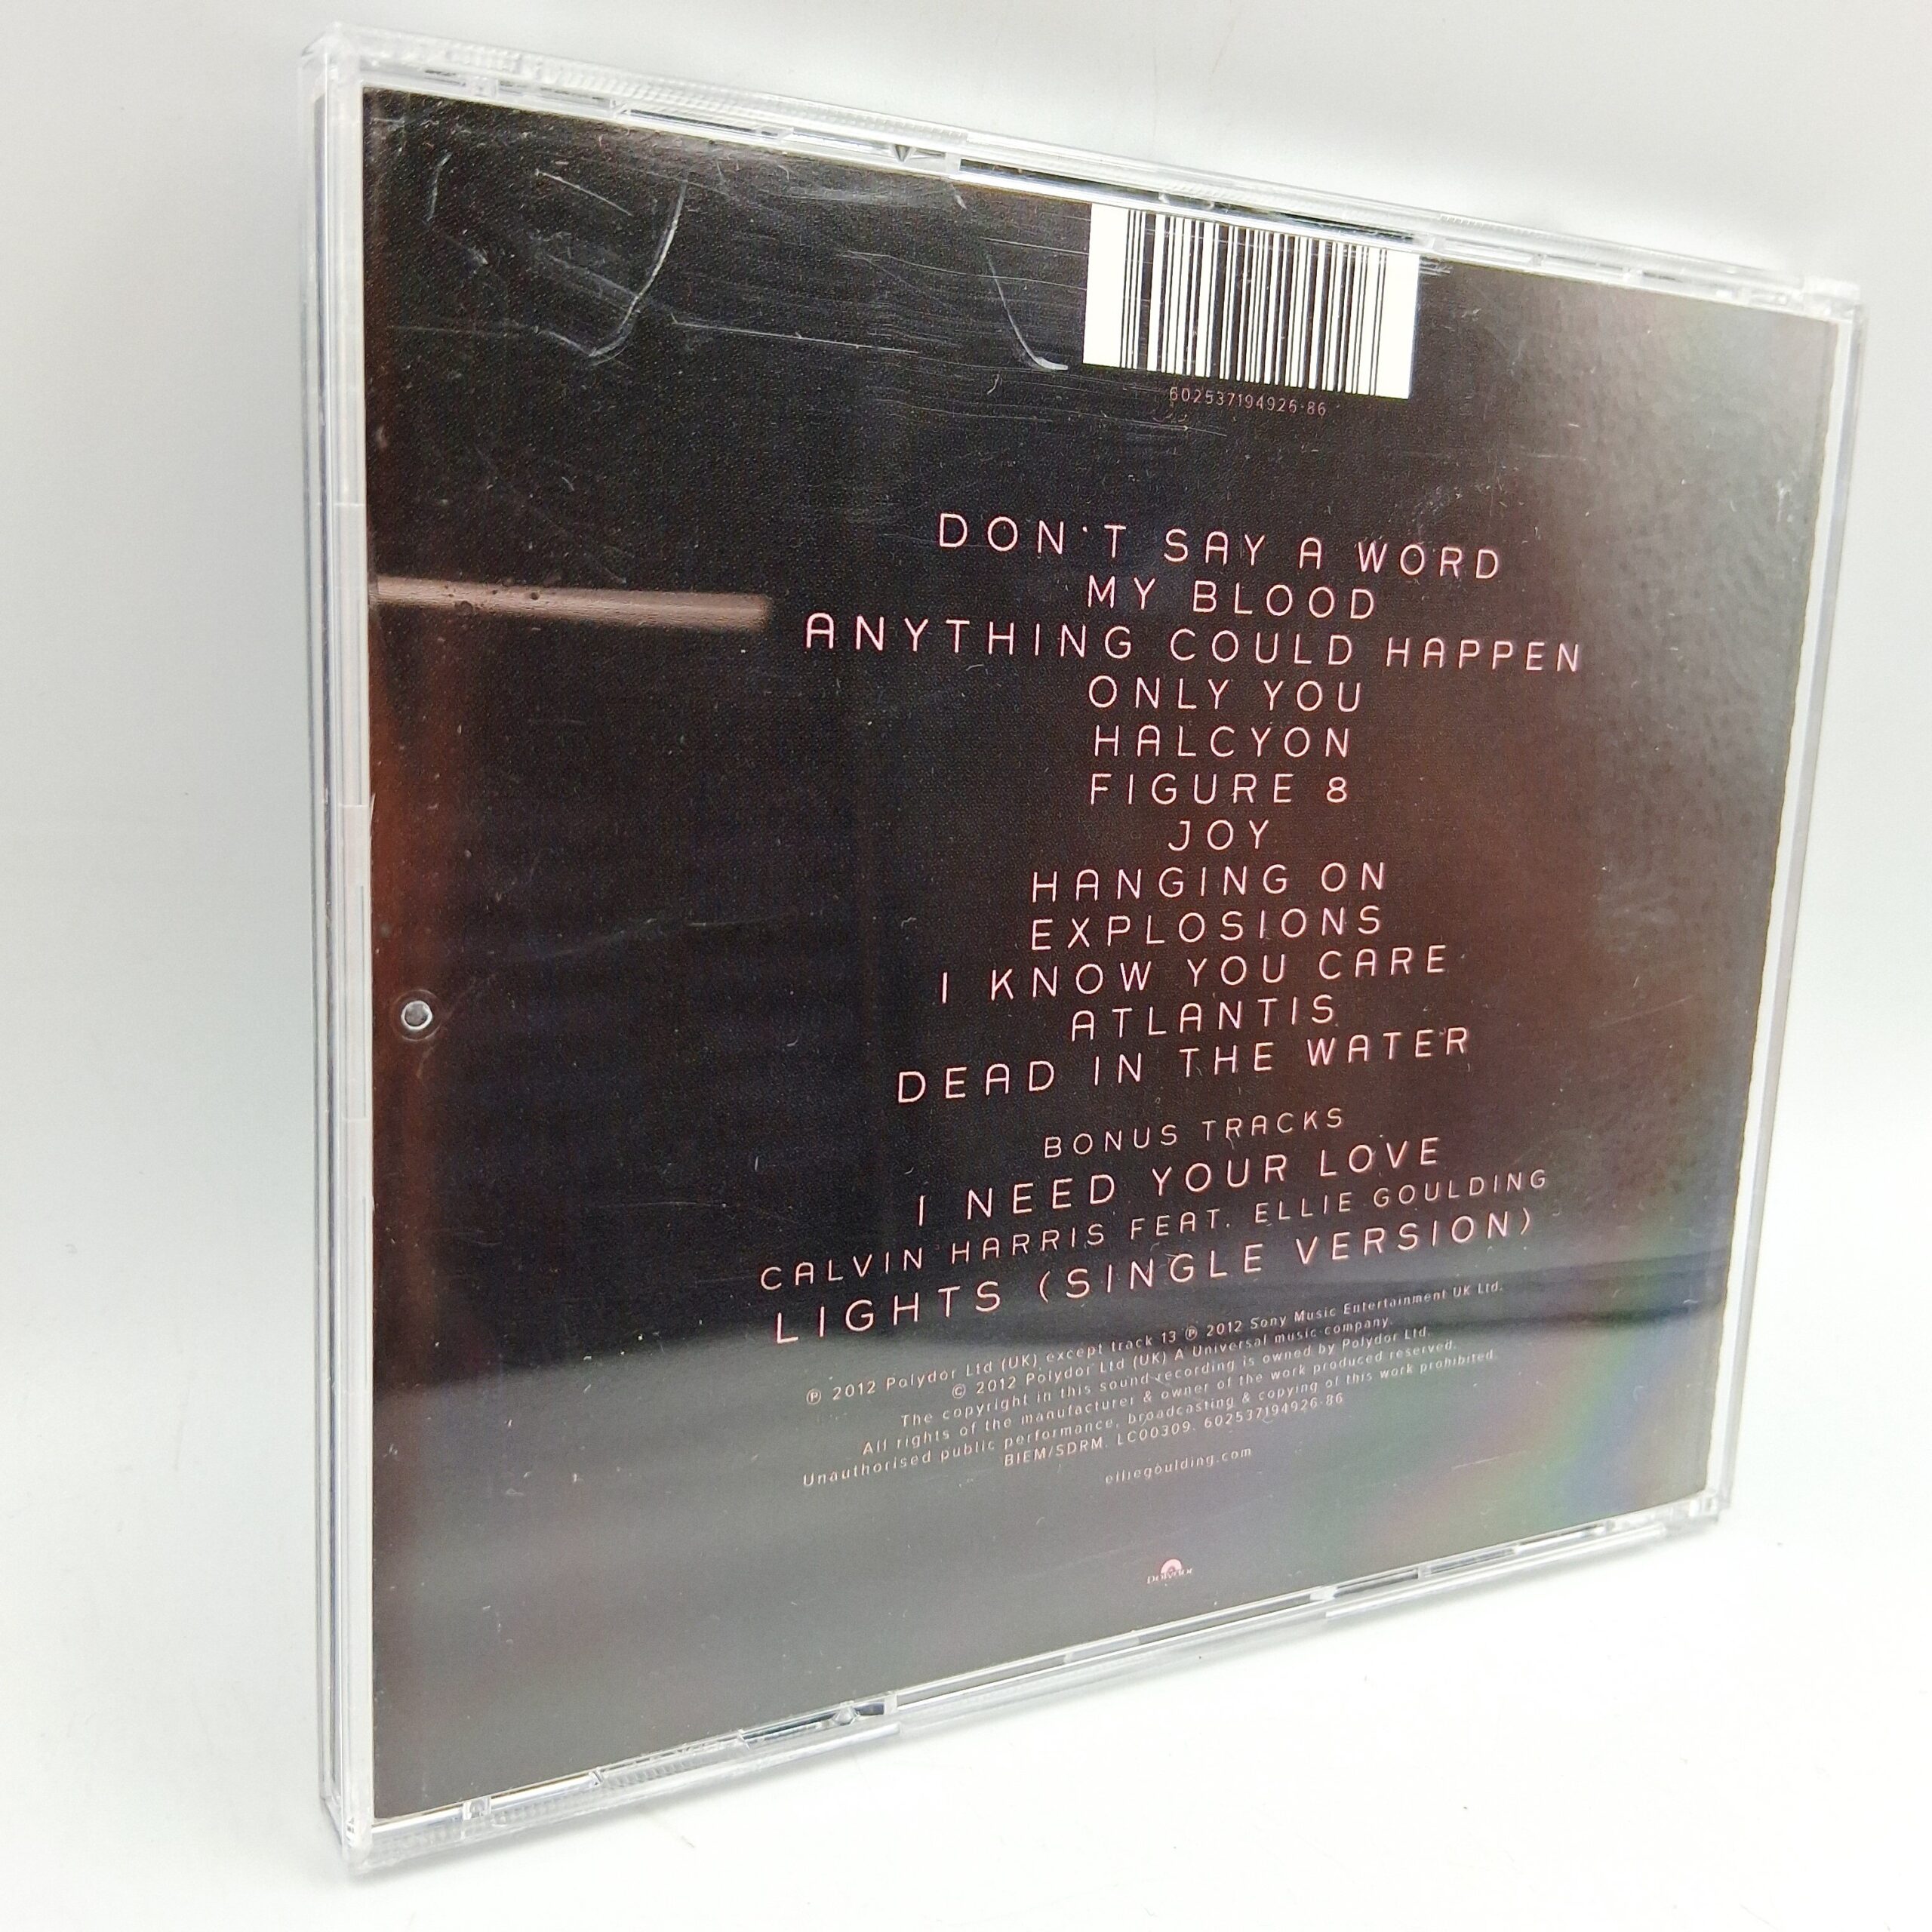 602537194926-86
DON'T SAY A WORD
MY BLOOD
ANYTHING COULD HAPPEN
ONLY YOU
HALCYON
FIGURE 8
JOY
HANGING ON
EXPLOSIONS
I KNOW YOU CARE
ATLANTIS
DEAD IN THE WATER
BONUS TRACKS
I NEED YOUR LOVE
CALVIN HARRIS FEAT. ELLIE GOULDING
LIGHTS (SINGLE VERSION)
℗ 2012 Polydor Ltd (UK) except track 13 ℗ 2012 Sony Music Entertainment UK Ltd.
© 2012 Polydor Ltd (UK) A Universal music company.
The copyright in this sound recording is owned by Polydor Ltd.
All rights of the manufacturer & owner of the work produced reserved.
Unauthorised public performance, broadcasting & copying of this work prohibited.
BIEM/SDRM. LC00309. 602537194926-86
elliegoulding.com
polydor